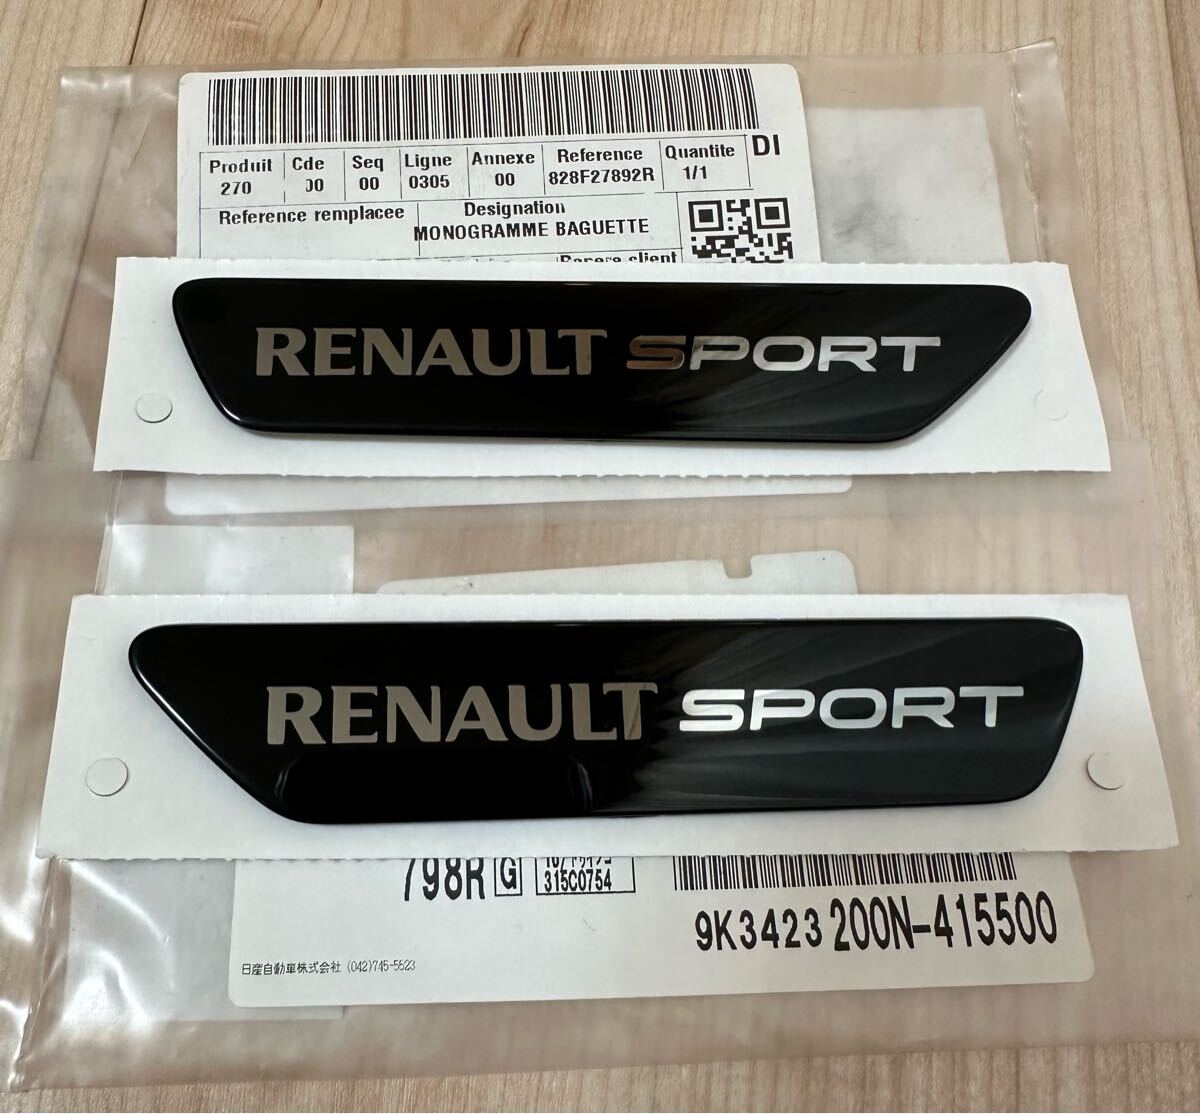 Produit Cde Seq Ligne Annexe Reference Quantite DI
270 00 00 0305 00 828F27892R 1/1
Reference remplacee Designation
MONOGRAMME BAGUETTE
client
RENAULT SPORT
RENAULT SPORT
798R G
315C0754
9K3423 200N-415500
日産自動車株式会社 (042)745-5523